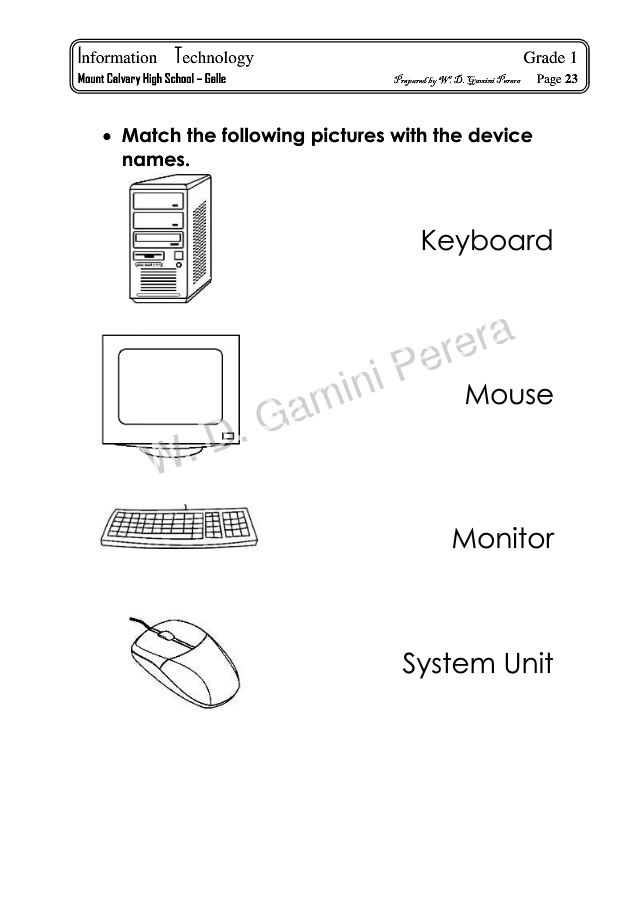 Information Technology Grade 1
Mount Calvary High School – Galle Prepared by W. D. Gamini Perera Page 23
• Match the following pictures with the device
names.
Keyboard
Mouse
W. D. Gamini Perera
Monitor
System Unit